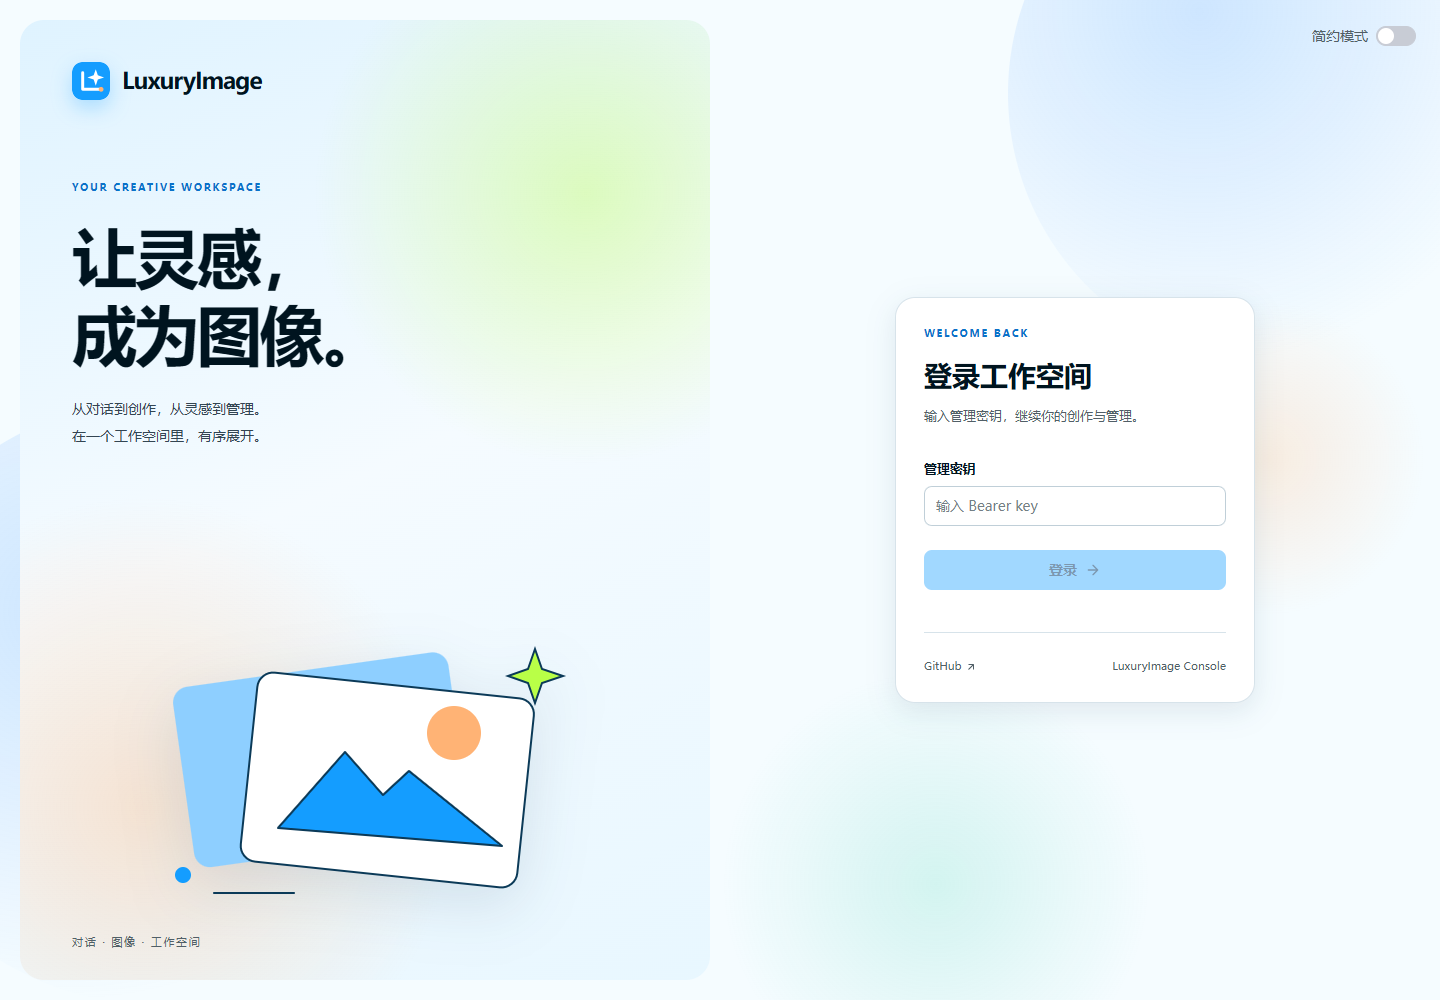 简约模式
LuxuryImage
YOUR CREATIVE WORKSPACE
让灵感，
成为图像。
从对话到创作，从灵感到管理。
在一个工作空间里，有序展开。
对话 · 图像 · 工作空间
WELCOME BACK
登录工作空间
输入管理密钥，继续你的创作与管理。
管理密钥
输入 Bearer key
登录 →
GitHub ↗
LuxuryImage Console